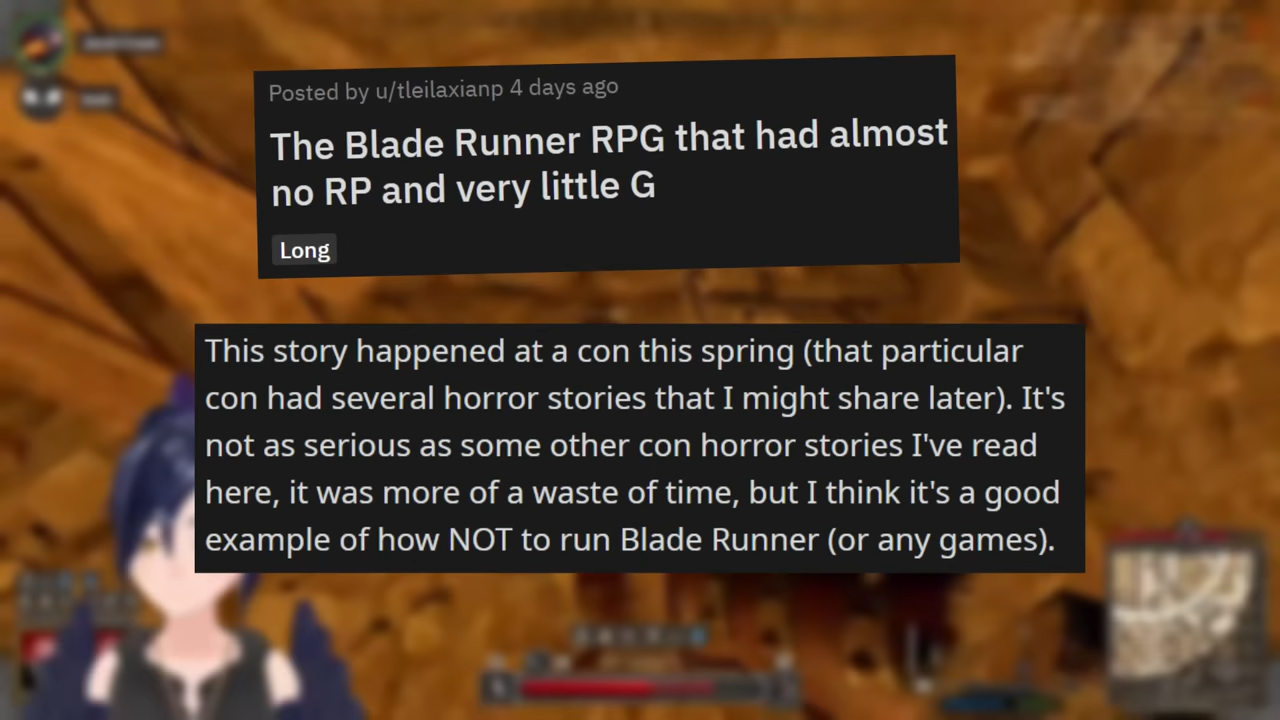 Posted by u/tleilaxianp 4 days ago
The Blade Runner RPG that had almost
no RP and very little G
Long
This story happened at a con this spring (that particular
con had several horror stories that I might share later). It's
not as serious as some other con horror stories I've read
here, it was more of a waste of time, but I think it's a good
example of how NOT to run Blade Runner (or any games).